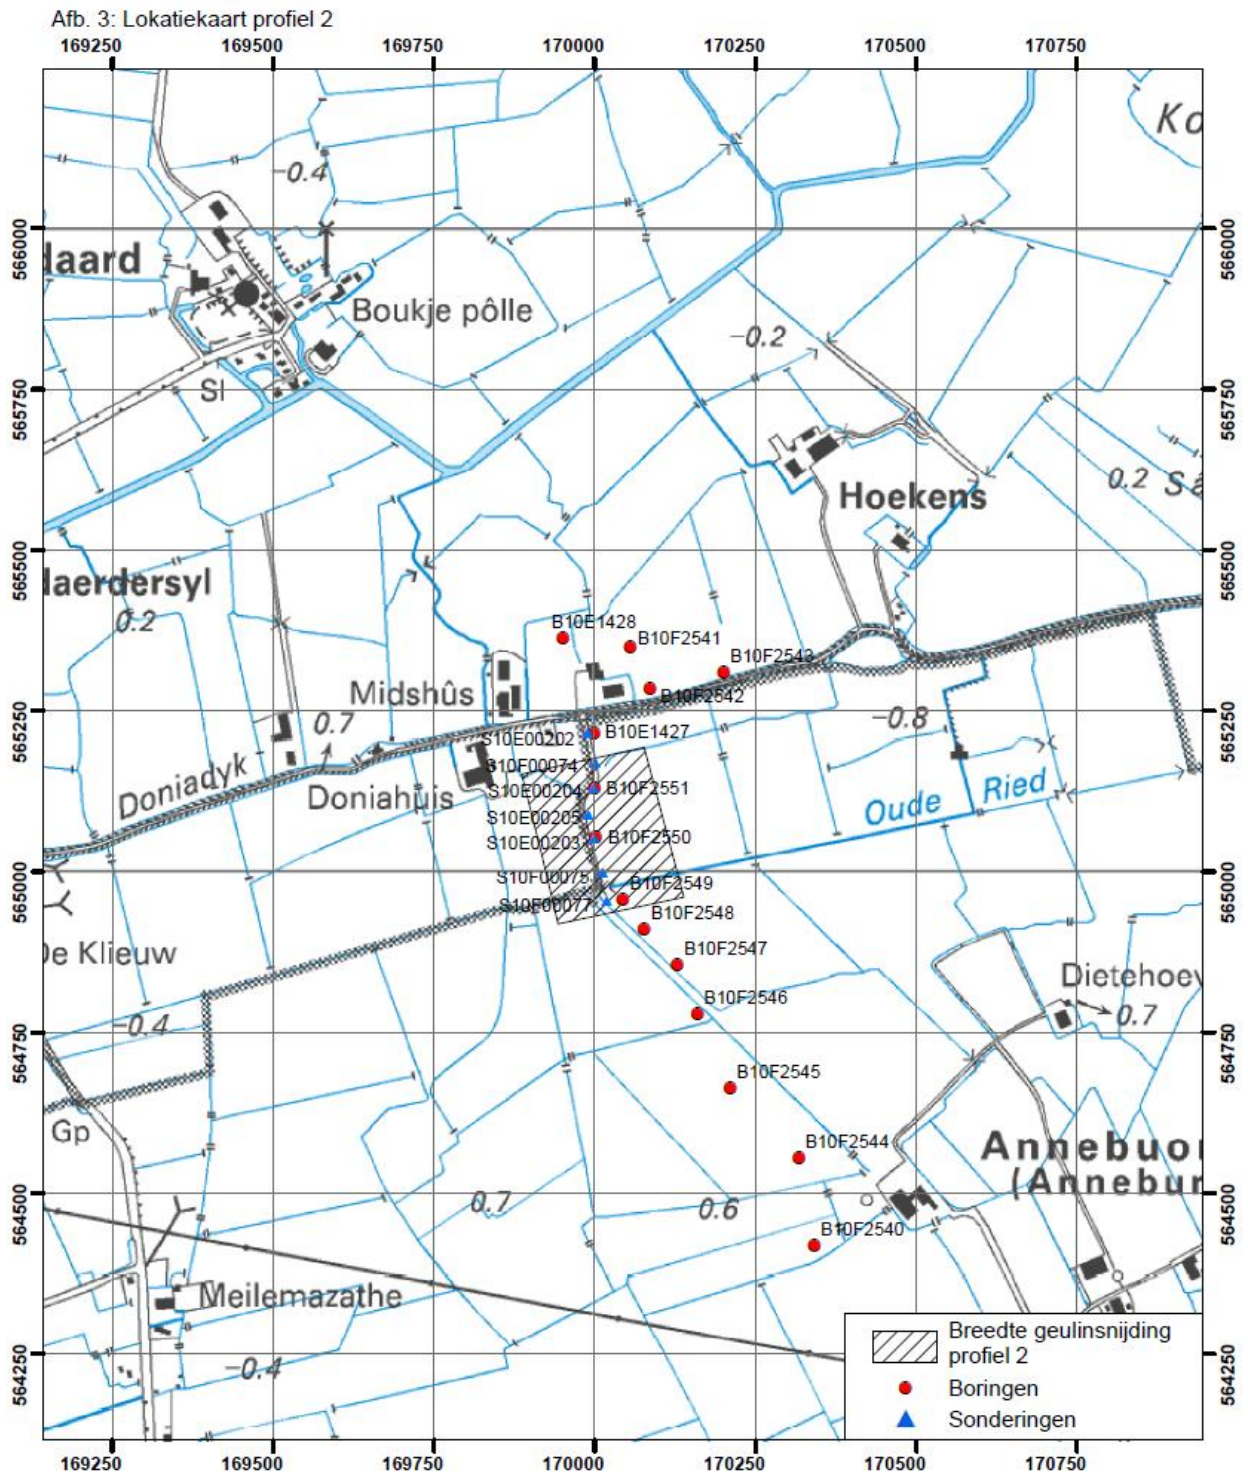 Afb. 3: Lokatiekaart profiel 2
169250 169500 169750 170000 170250 170500 170750
Ko
-0.4
566000 566000
daard
Boukje pôlle
-0.2
Sl
565750 565750
0.2
Hoekens
565500 565500
daerdersyl
0.2
B10E1428
B10F2541
B10F2543
B10F2542
Midshûs
565250 565250
0.7
-0.8
B10E1427
S10E00202
S10F00074
Doniadyk
Doniahuis
S10E00204
B10F2551
Oude Ried
S10E00205
B10F2550
S10E00203
565000 565000
S10F00075
B10F2549
S10F00077
B10F2548
De Klieuw
B10F2547
Dietehoev
B10F2546
0.7
-0.4
564750 564750
B10F2545
Gp
B10F2544
Annebuor
(Annebur
0.7
0.6
564500 564500
B10F2540
Meilemazathe
-0.4
564250 564250
Breedte geulinsnijding
profiel 2
Boringen
Sonderingen
169250 169500 169750 170000 170250 170500 170750